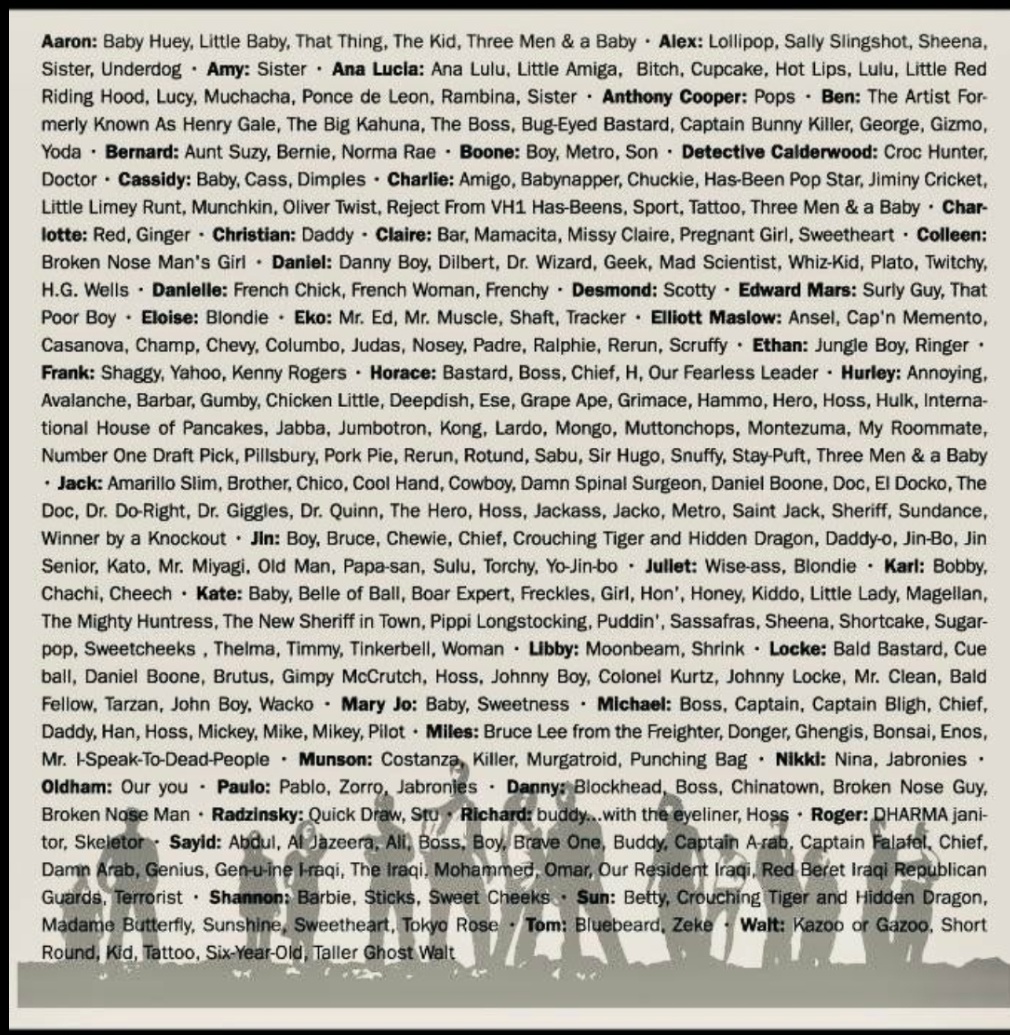 Aaron: Baby Huey, Little Baby, That Thing, The Kid, Three Men & a Baby · Alex: Lollipop, Sally Slingshot, Sheena,
Sister, Underdog · Amy: Sister · Ana Lucia: Ana Lulu, Little Amiga, Bitch, Cupcake, Hot Lips, Lulu, Little Red
Riding Hood, Lucy, Muchacha, Ponce de Leon, Rambina, Sister · Anthony Cooper: Pops · Ben: The Artist For-
merly Known As Henry Gale, The Big Kahuna, The Boss, Bug-Eyed Bastard, Captain Bunny Killer, George, Gizmo,
Yoda · Bernard: Aunt Suzy, Bernie, Norma Rae · Boone: Boy, Metro, Son · Detective Calderwood: Croc Hunter,
Doctor · Cassidy: Baby, Cass, Dimples · Charlie: Amigo, Babynapper, Chuckie, Has-Been Pop Star, Jiminy Cricket,
Little Limey Runt, Munchkin, Oliver Twist, Reject From VH1 Has-Beens, Sport, Tattoo, Three Men & a Baby · Char-
lotte: Red, Ginger · Christian: Daddy · Claire: Bar, Mamacita, Missy Claire, Pregnant Girl, Sweetheart · Colleen:
Broken Nose Man's Girl · Daniel: Danny Boy, Dilbert, Dr. Wizard, Geek, Mad Scientist, Whiz-Kid, Plato, Twitchy,
H.G. Wells · Danielle: French Chick, French Woman, Frenchy · Desmond: Scotty · Edward Mars: Surly Guy, That
Poor Boy · Eloise: Blondie · Eko: Mr. Ed, Mr. Muscle, Shaft, Tracker · Elliott Maslow: Ansel, Cap'n Memento,
Casanova, Champ, Chevy, Columbo, Judas, Nosey, Padre, Ralphie, Rerun, Scruffy · Ethan: Jungle Boy, Ringer ·
Frank: Shaggy, Yahoo, Kenny Rogers · Horace: Bastard, Boss, Chief, H, Our Fearless Leader · Hurley: Annoying,
Avalanche, Barbar, Gumby, Chicken Little, Deepdish, Ese, Grape Ape, Grimace, Hammo, Hero, Hoss, Hulk, Interna-
tional House of Pancakes, Jabba, Jumbotron, Kong, Lardo, Mongo, Muttonchops, Montezuma, My Roommate,
Number One Draft Pick, Pillsbury, Pork Pie, Rerun, Rotund, Sabu, Sir Hugo, Snuffy, Stay-Puft, Three Men & a Baby
· Jack: Amarillo Slim, Brother, Chico, Cool Hand, Cowboy, Damn Spinal Surgeon, Daniel Boone, Doc, El Docko, The
Doc, Dr. Do-Right, Dr. Giggles, Dr. Quinn, The Hero, Hoss, Jackass, Jacko, Metro, Saint Jack, Sheriff, Sundance,
Winner by a Knockout · Jin: Boy, Bruce, Chewie, Chief, Crouching Tiger and Hidden Dragon, Daddy-o, Jin-Bo, Jin
Senior, Kato, Mr. Miyagi, Old Man, Papa-san, Sulu, Torchy, Yo-Jin-bo · Juliet: Wise-ass, Blondie · Karl: Bobby,
Chachi, Cheech · Kate: Baby, Belle of Ball, Boar Expert, Freckles, Girl, Hon', Honey, Kiddo, Little Lady, Magellan,
The Mighty Huntress, The New Sheriff in Town, Pippi Longstocking, Puddin', Sassafras, Sheena, Shortcake, Sugar-
pop, Sweetcheeks , Thelma, Timmy, Tinkerbell, Woman · Libby: Moonbeam, Shrink · Locke: Bald Bastard, Cue
ball, Daniel Boone, Brutus, Gimpy McCrutch, Hoss, Johnny Boy, Colonel Kurtz, Johnny Locke, Mr. Clean, Bald
Fellow, Tarzan, John Boy, Wacko · Mary Jo: Baby, Sweetness · Michael: Boss, Captain, Captain Bligh, Chief,
Daddy, Han, Hoss, Mickey, Mike, Mikey, Pilot · Miles: Bruce Lee from the Freighter, Donger, Ghengis, Bonsai, Enos,
Mr. I-Speak-To-Dead-People · Munson: Costanza, Killer, Murgatroid, Punching Bag · Nikki: Nina, Jabronies ·
Oldham: Our you · Paulo: Pablo, Zorro, Jabronies · Danny: Blockhead, Boss, Chinatown, Broken Nose Guy,
Broken Nose Man · Radzinsky: Quick Draw, Stu · Richard: buddy...with the eyeliner, Hoss · Roger: DHARMA jani-
tor, Skeletor · Sayid: Abdul, Al Jazeera, Ali, Boss, Boy, Brave One, Buddy, Captain A-rab, Captain Falafel, Chief,
Damn Arab, Genius, Gen-u-ine I-raqi, The Iraqi, Mohammed, Omar, Our Resident Iraqi, Red Beret Iraqi Republican
Guards, Terrorist · Shannon: Barbie, Sticks, Sweet Cheeks · Sun: Betty, Crouching Tiger and Hidden Dragon,
Madame Butterfly, Sunshine, Sweetheart, Tokyo Rose · Tom: Bluebeard, Zeke · Walt: Kazoo or Gazoo, Short
Round, Kid, Tattoo, Six-Year-Old, Taller Ghost Walt